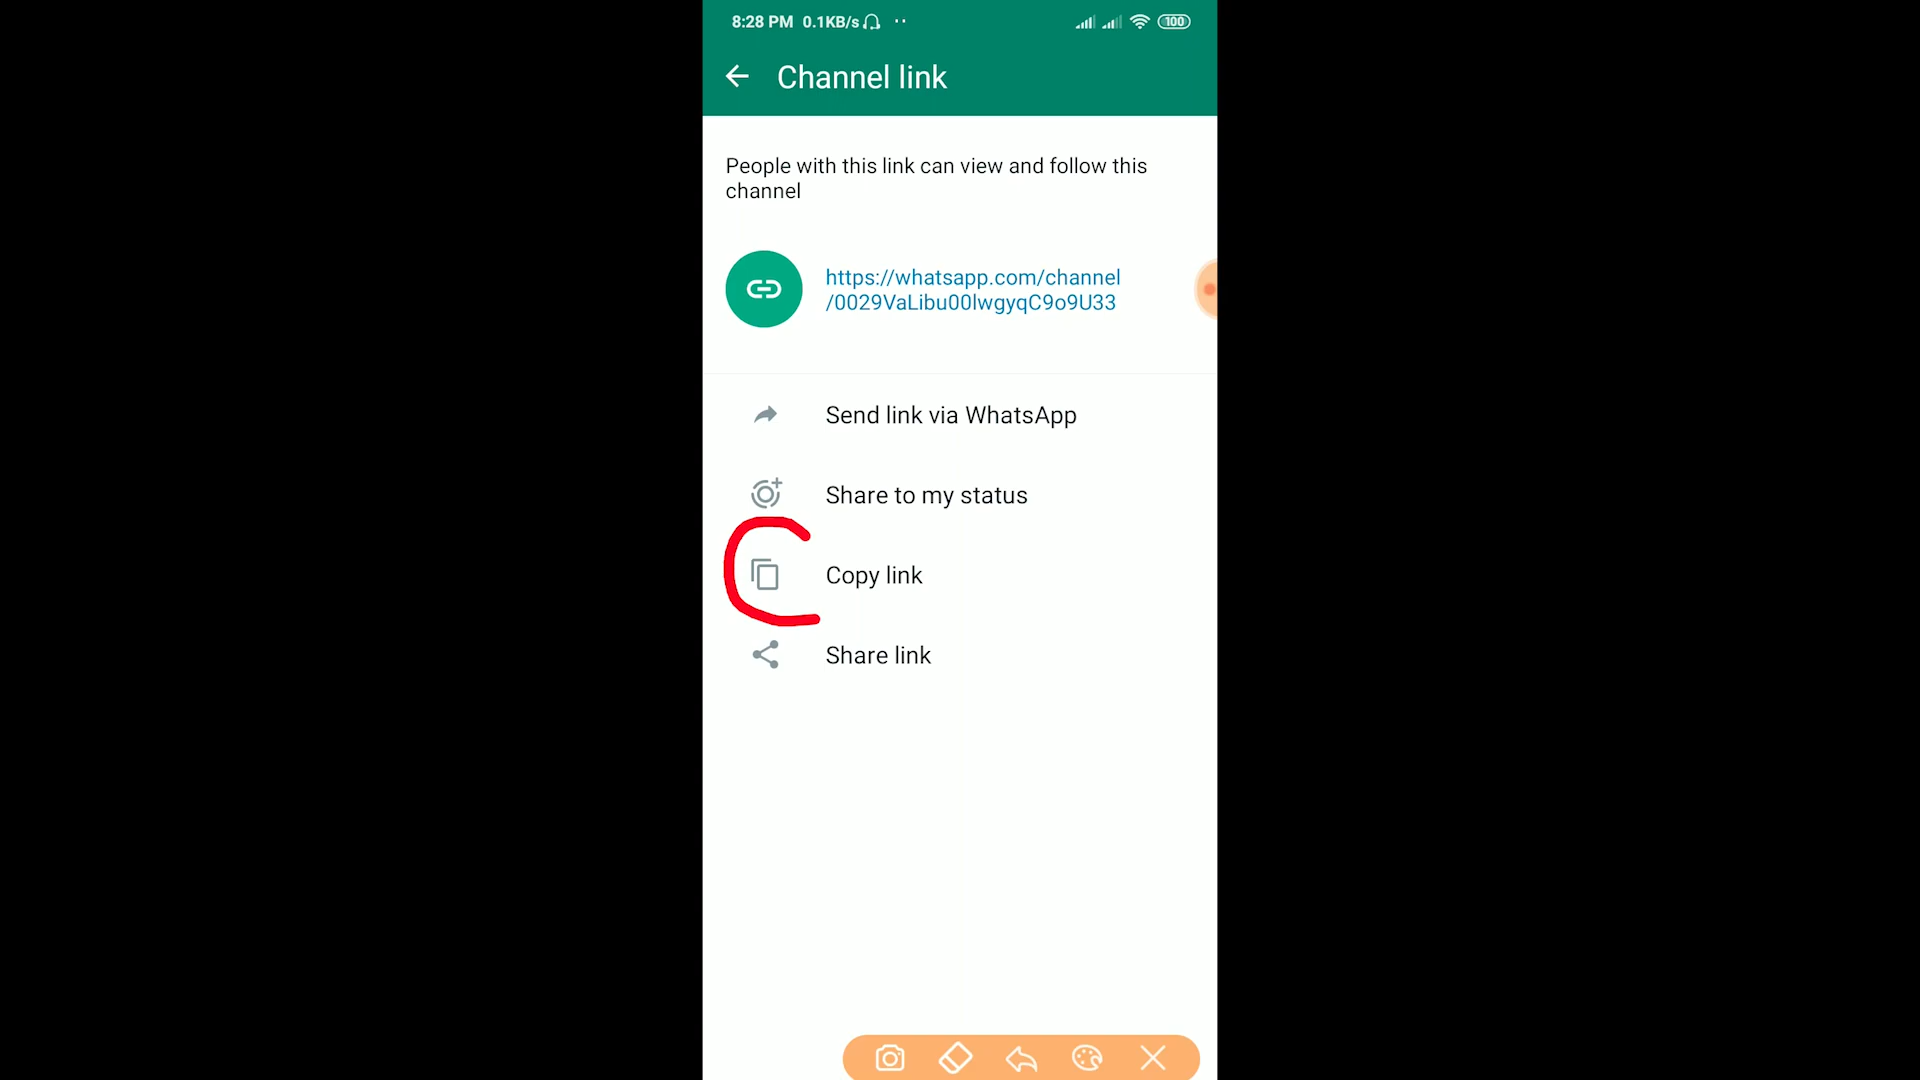 8:28 PM 0.1KB/s ·· 100
Channel link
People with this link can view and follow this
channel
https://whatsapp.com/channel
/0029VaLibu00lwgyqC9o9U33
Send link via WhatsApp
Share to my status
Copy link
Share link